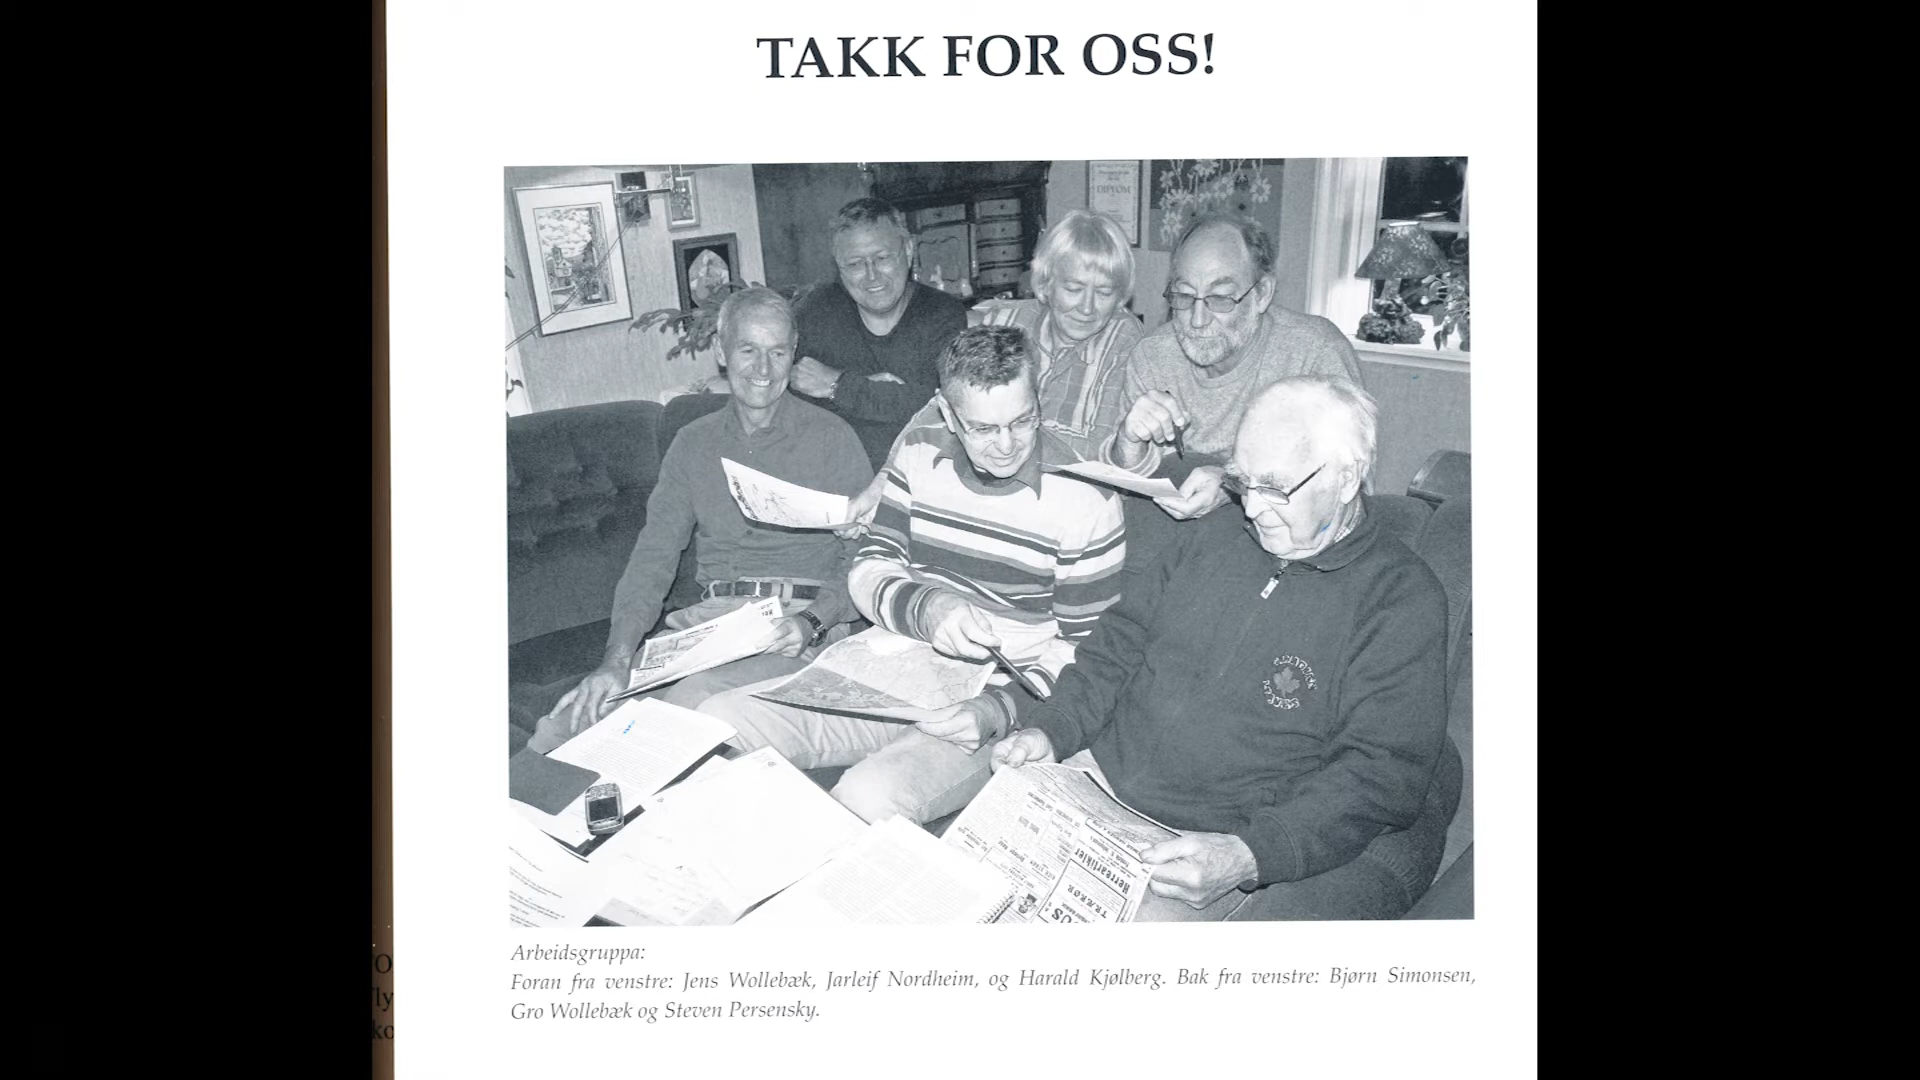 TAKK FOR OSS!
DIPLOM
Herreartikler
Arbeidsgruppa:
Foran fra venstre: Jens Wollebæk, Jarleif Nordheim, og Harald Kjølberg. Bak fra venstre: Bjørn Simonsen,
Gro Wollebæk og Steven Persensky.